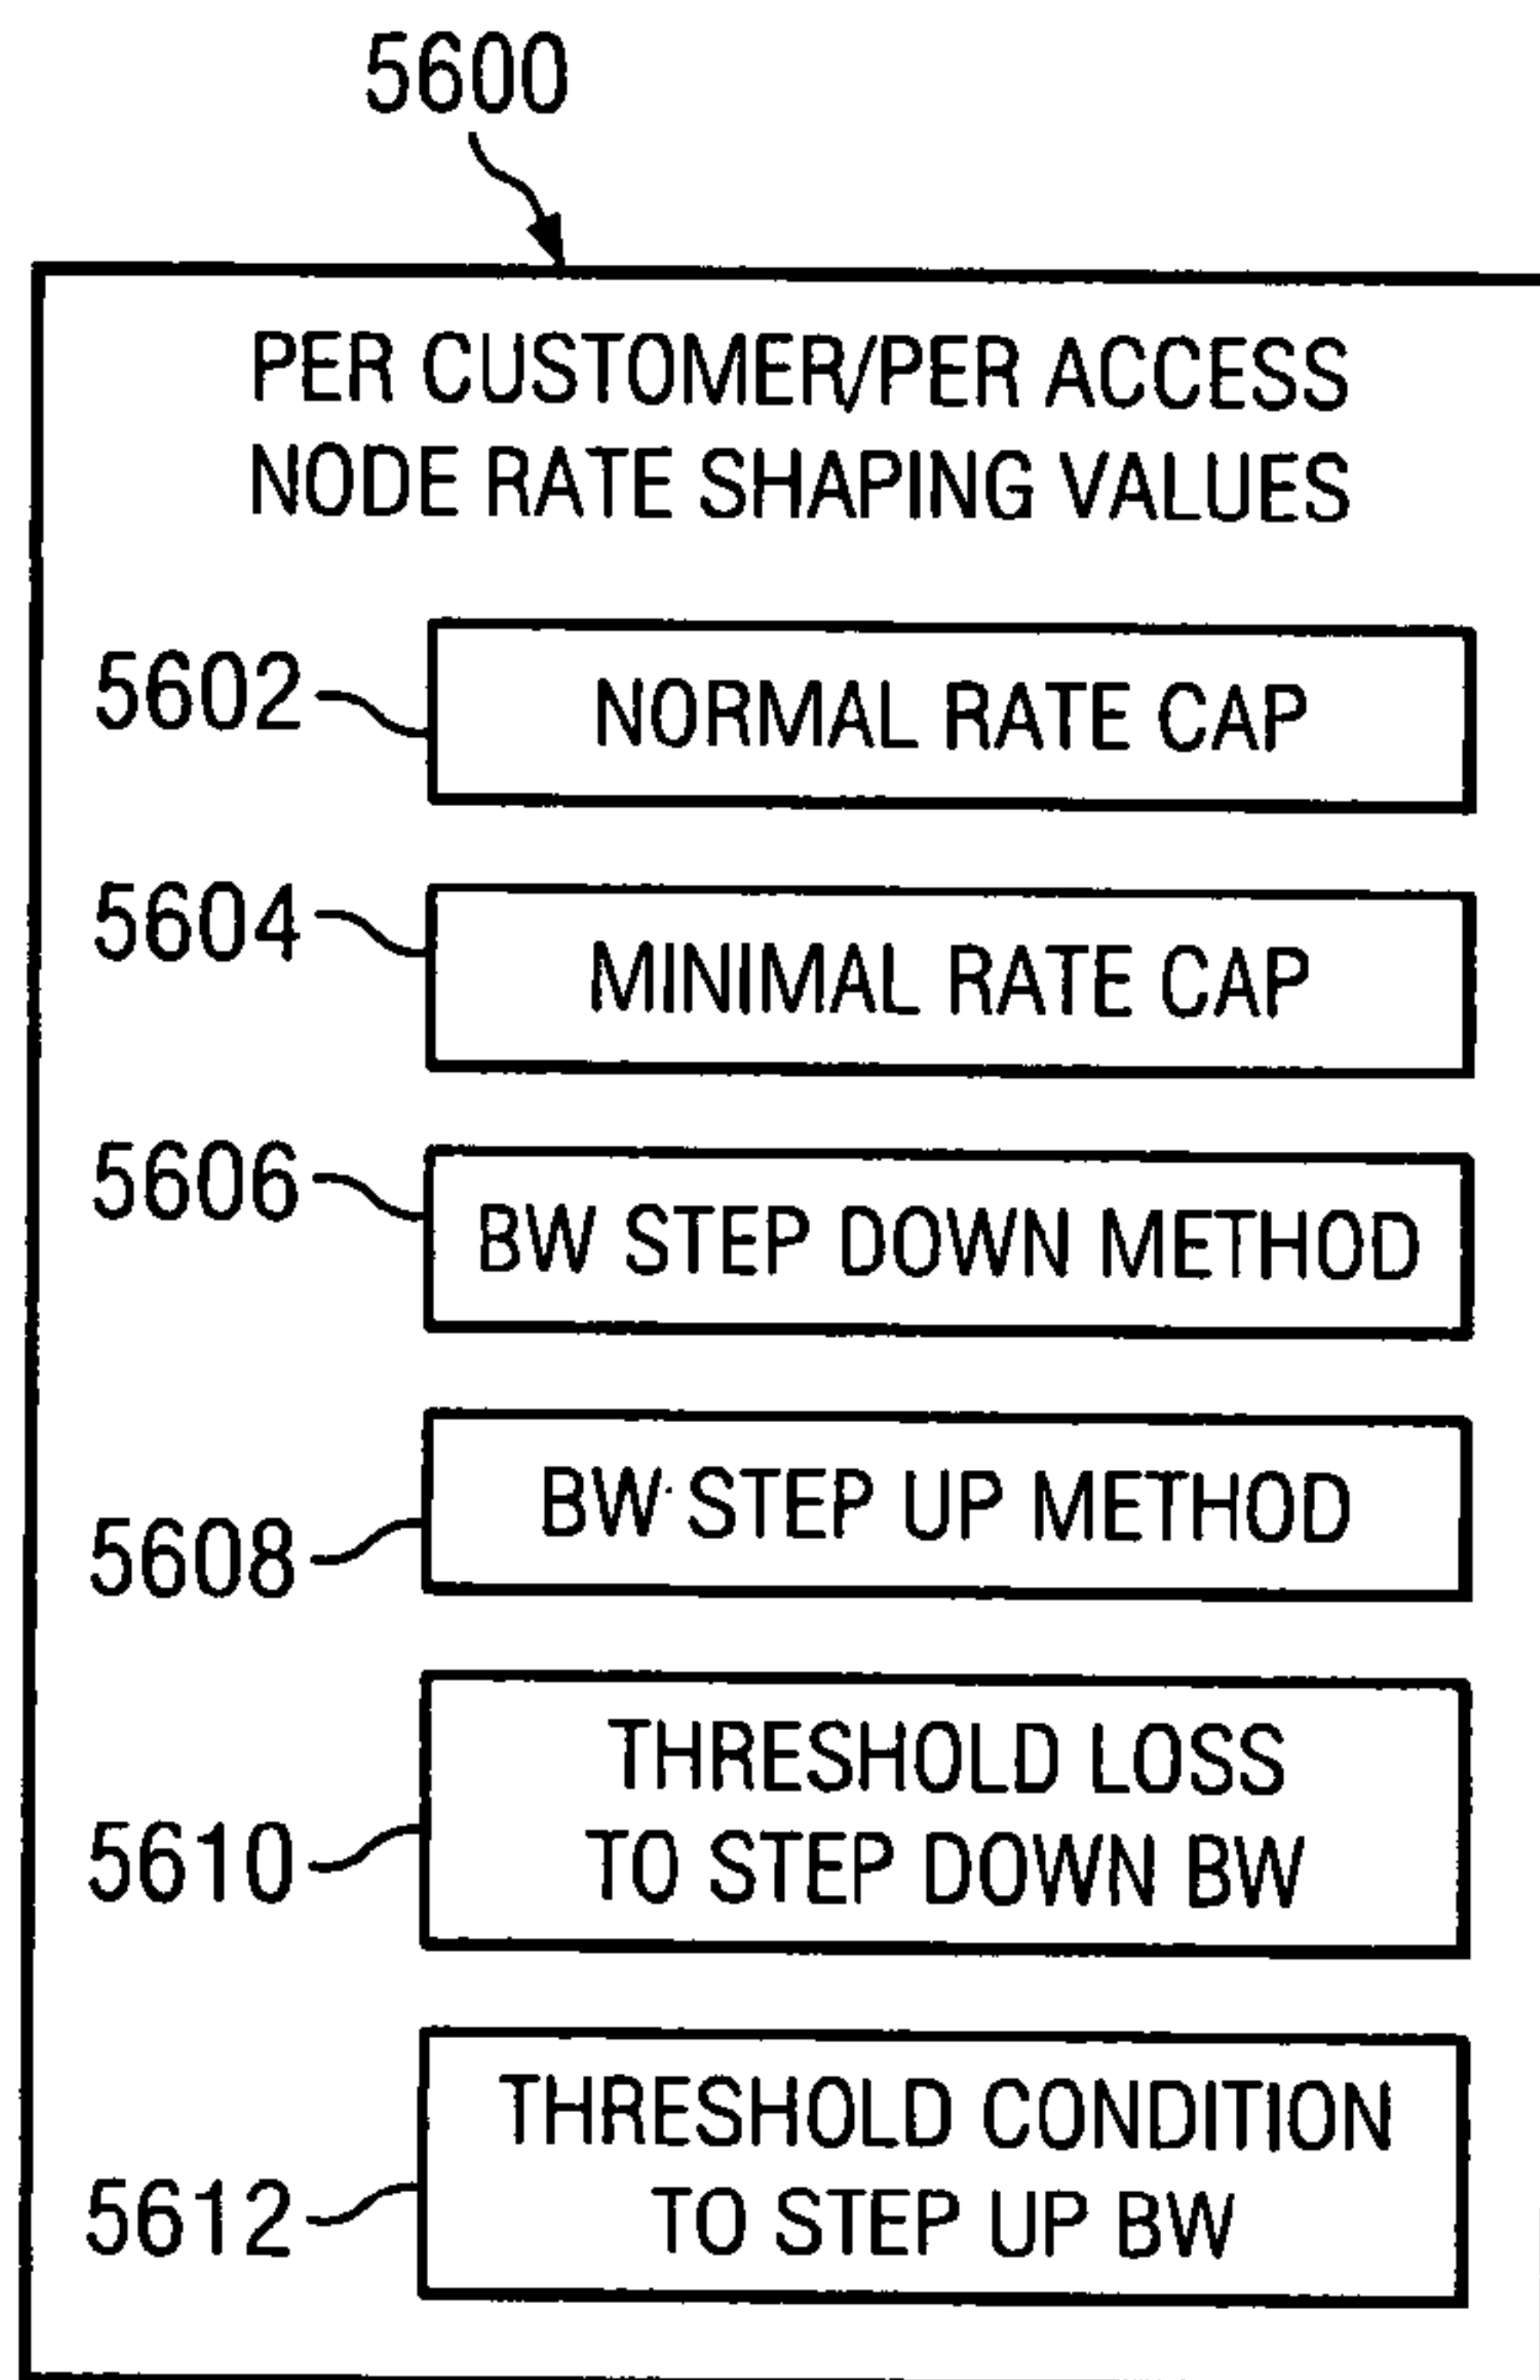 5600
PER CUSTOMER/PER ACCESS
NODE RATE SHAPING VALUES
5602
NORMAL RATE CAP
5604
MINIMAL RATE CAP
5606
BW STEP DOWN METHOD
5608
BW STEP UP METHOD
5610
THRESHOLD LOSS
TO STEP DOWN BW
5612
THRESHOLD CONDITION
TO STEP UP BW